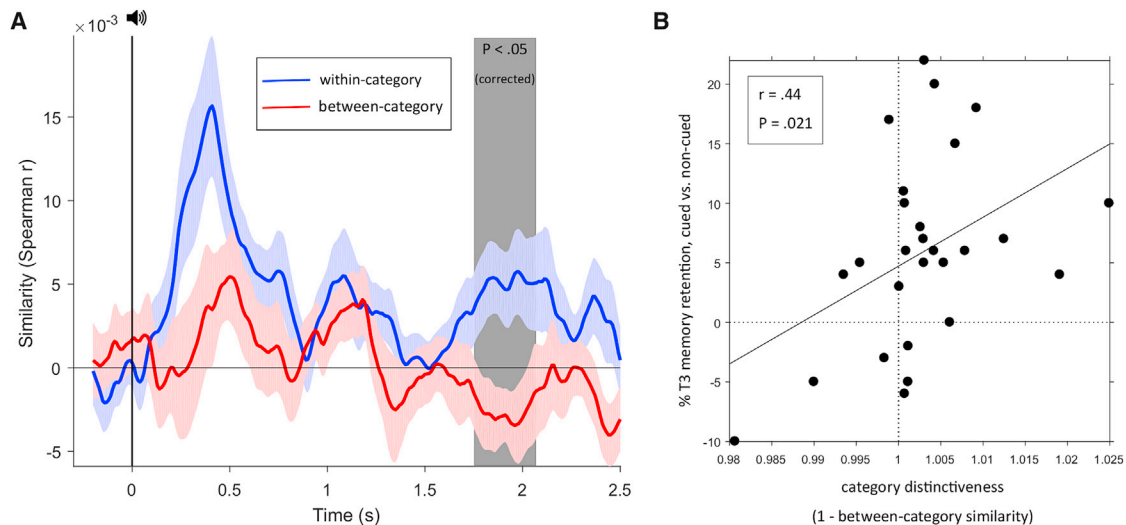 A
×10⁻³
15
10
5
0
-5
Similarity (Spearman r)
within-category
between-category
P < .05
(corrected)
0
0.5
1
1.5
2
2.5
Time (s)
B
r = .44
P = .021
20
15
10
5
0
-5
-10
% T3 memory retention, cued vs. non-cued
0.98
0.985
0.99
0.995
1
1.005
1.01
1.015
1.02
1.025
category distinctiveness
(1 - between-category similarity)